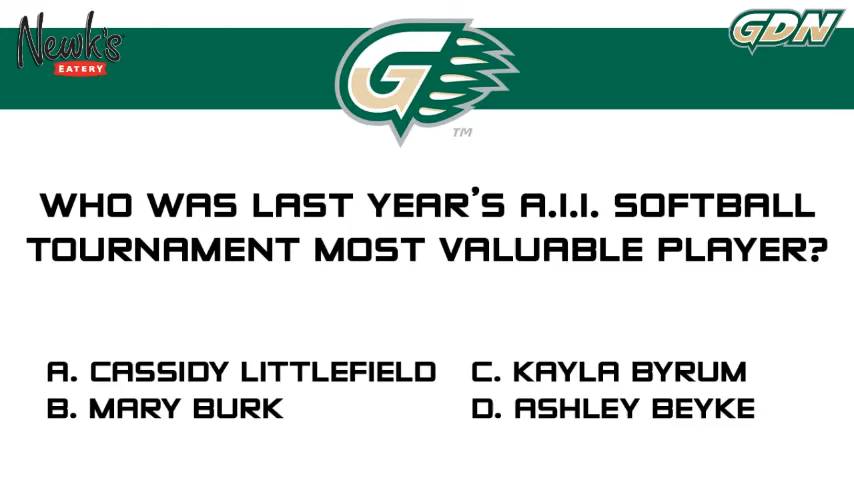 Newk's
EATERY
GDN
G
TM
WHO WAS LAST YEAR'S A.I.I. SOFTBALL
TOURNAMENT MOST VALUABLE PLAYER?
A. CASSIDY LITTLEFIELD
B. MARY BURK
C. KAYLA BYRUM
D. ASHLEY BEYKE